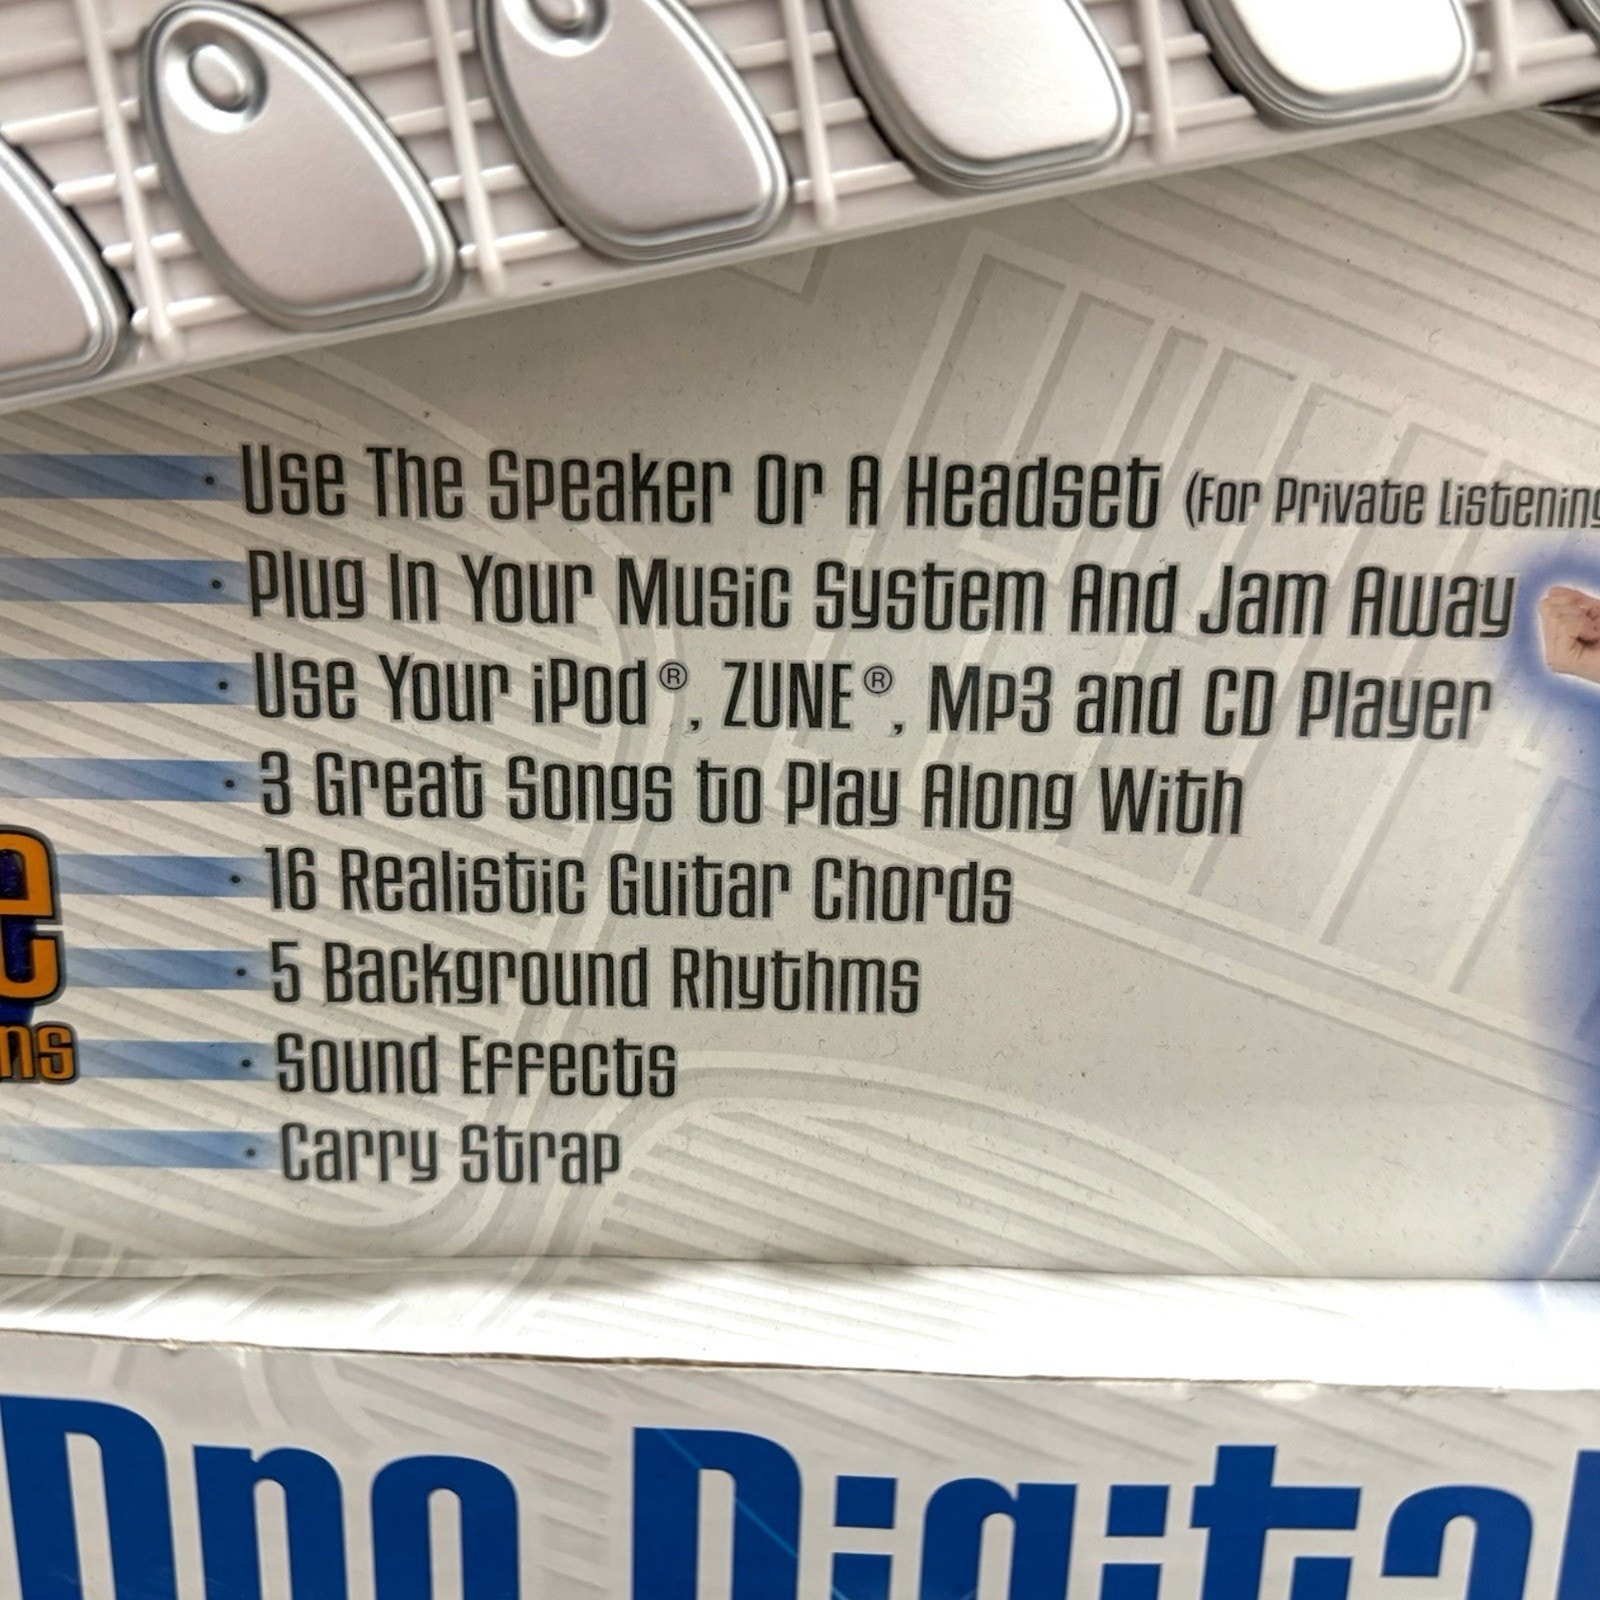 • Use The Speaker Or A Headset (For Private Listening
• Plug In Your Music System And Jam Away
• Use Your iPod®, ZUNE®, Mp3 and CD Player
• 3 Great Songs to Play Along With
• 16 Realistic Guitar Chords
• 5 Background Rhythms
• Sound Effects
• Carry Strap
Pro Digital